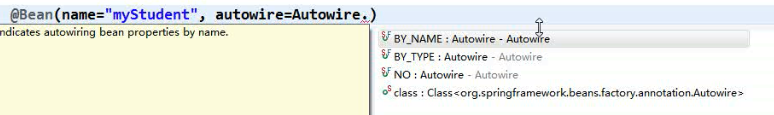 @Bean(name="myStudent", autowire=Autowire.)
ndicates autowiring bean properties by name.
BY_NAME : Autowire - Autowire
BY_TYPE : Autowire - Autowire
NO : Autowire - Autowire
class : Class<org.springframework.beans.factory.annotation.Autowire>